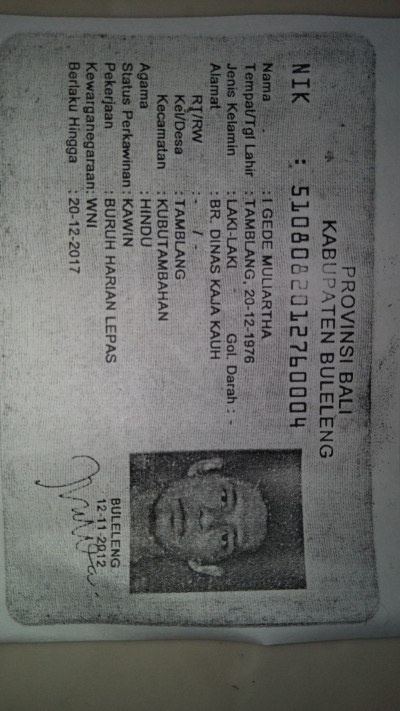 PROVINSI BALI
KABUPATEN BULELENG
NIK : 5108082012760004
Nama : I GEDE MULIARTHA
Tempat/Tgl Lahir : TAMBLANG, 20-12-1976
Jenis Kelamin : LAKI-LAKI Gol. Darah : -
Alamat : BR. DINAS KAJA KAUH
RT/RW : - / -
Kel/Desa : TAMBLANG
Kecamatan : KUBUTAMBAHAN
Agama : HINDU
Status Perkawinan : KAWIN
Pekerjaan : BURUH HARIAN LEPAS
Kewarganegaraan: WNI
Berlaku Hingga : 20-12-2017
BULELENG
12-11-2012